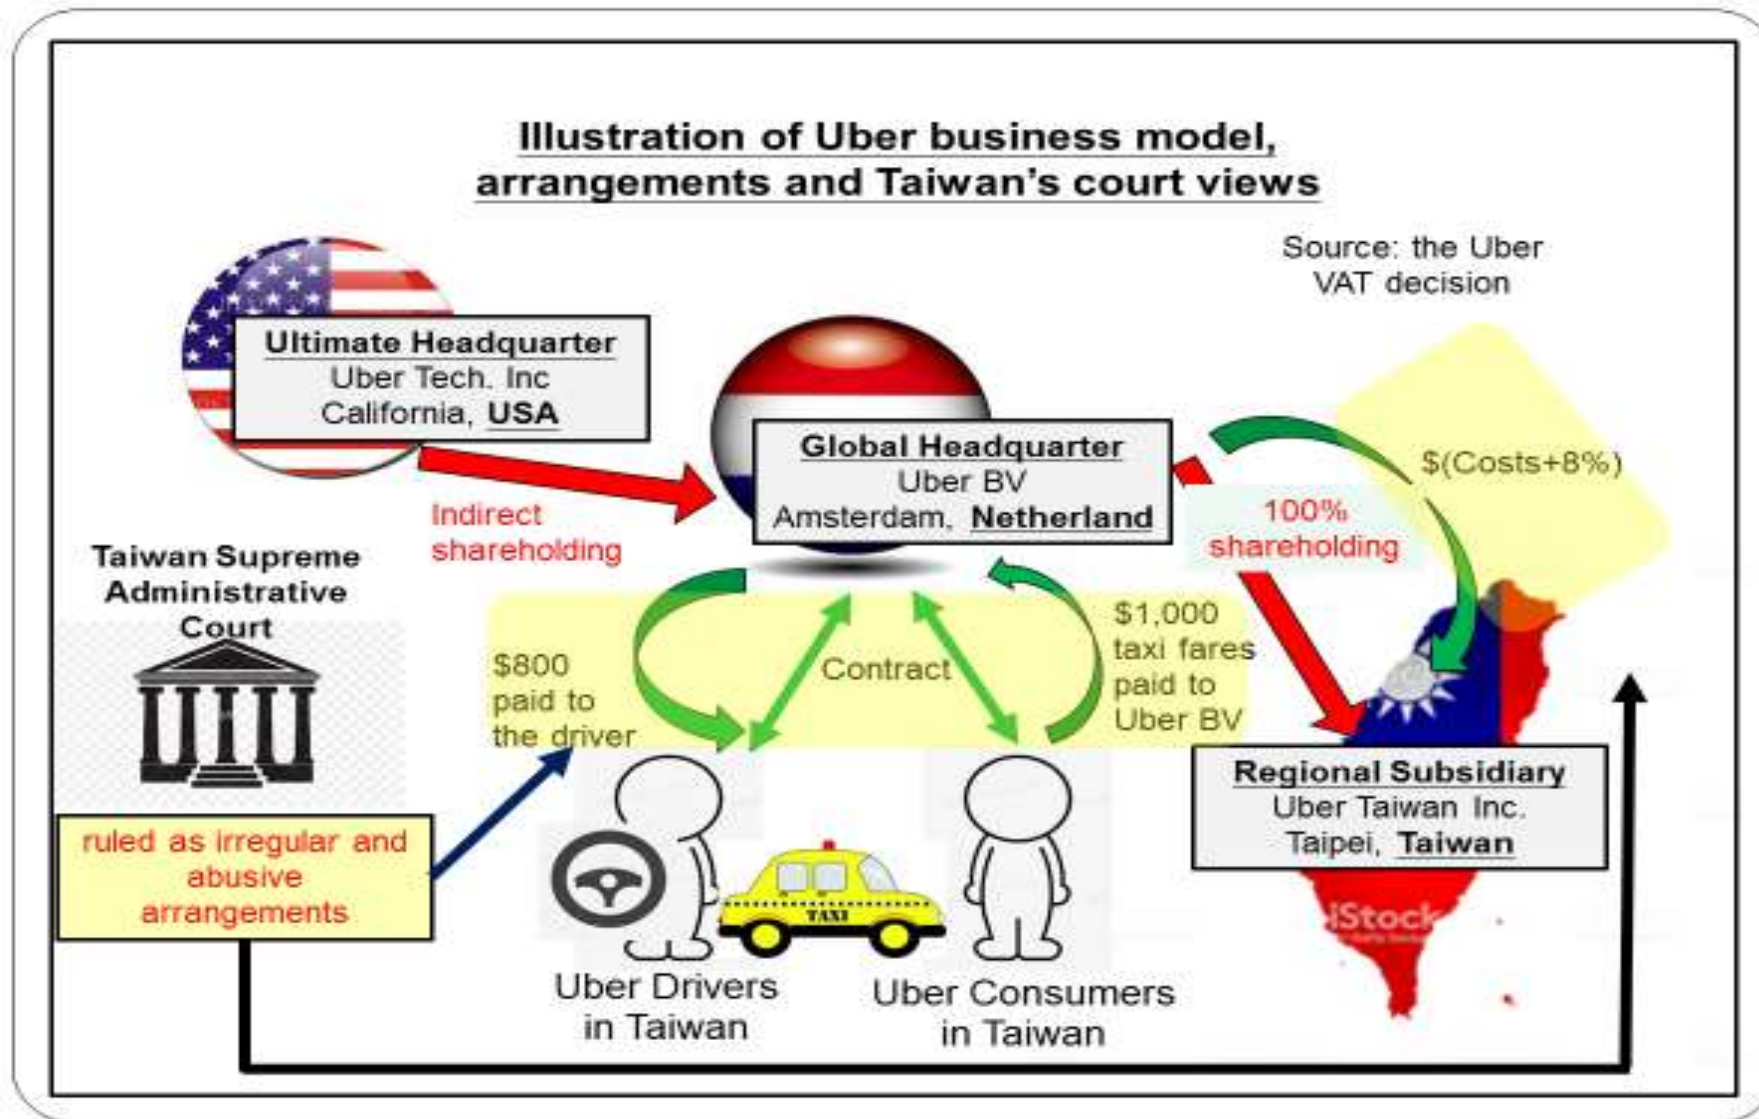 Illustration of Uber business model,
arrangements and Taiwan's court views
Source: the Uber
VAT decision
Ultimate Headquarter
Uber Tech. Inc
California, USA
Global Headquarter
Uber BV
Amsterdam, Netherland
$(Costs+8%)
Indirect
shareholding
100%
shareholding
Taiwan Supreme
Administrative
Court
$800
paid to
the driver
Contract
$1,000
taxi fares
paid to
Uber BV
Regional Subsidiary
Uber Taiwan Inc.
Taipei, Taiwan
ruled as irregular and
abusive
arrangements
TAXI
iStock
Uber Drivers
in Taiwan
Uber Consumers
in Taiwan